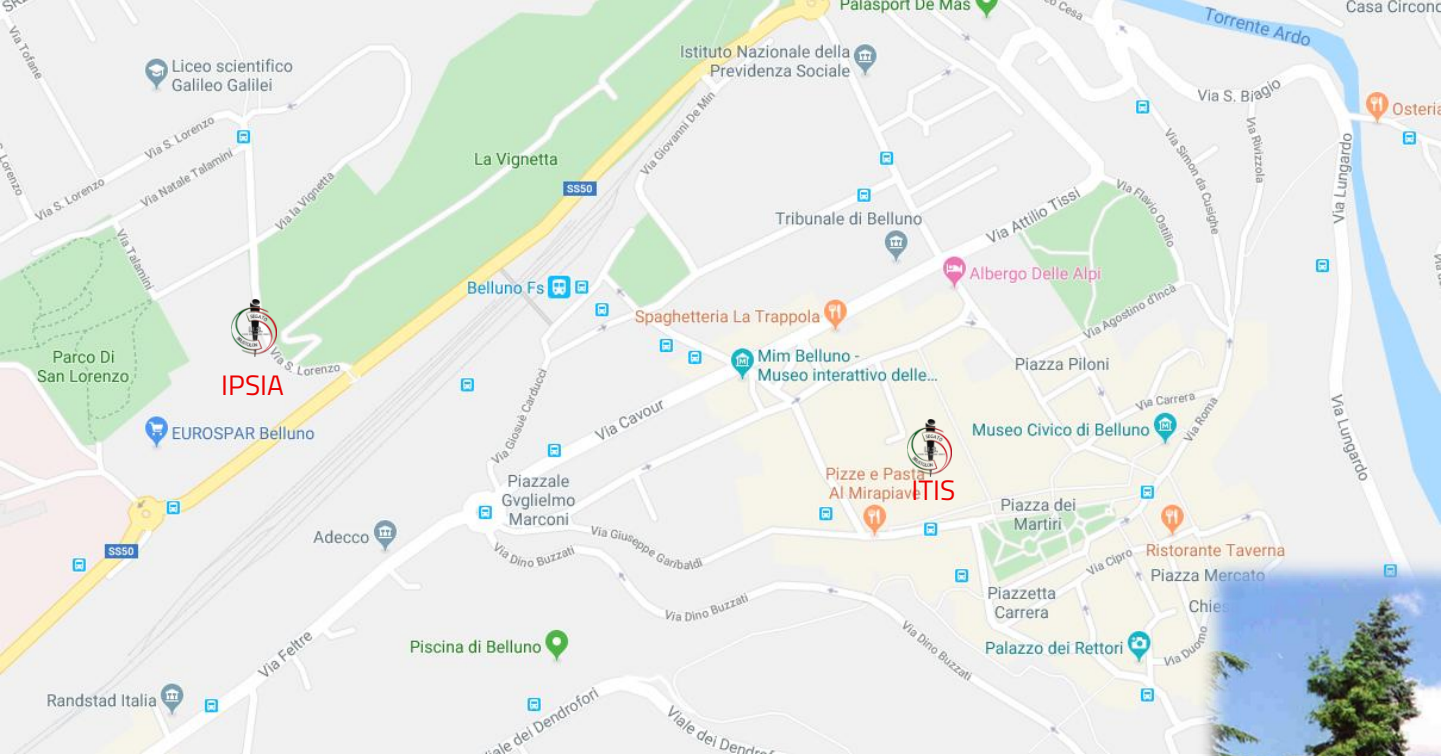 Palasport De Mas
Casa Circond
Torrente Ardo
Via Tofane
Liceo scientifico
Galileo Galilei
Istituto Nazionale della
Previdenza Sociale
Via S. Biagio
Osteria
Via S. Lorenzo
Via Natale Talamini
La Vignetta
Via Giovanni De Min
SS50
Via Rivizzola
Via Simon da Cusighe
Via Lungardo
Via S. Lorenzo
Via la Vignetta
Via Talamini
Tribunale di Belluno
Via Attilio Tissi
Via Flavio Ostilio
Albergo Delle Alpi
Belluno Fs
Spaghetteria La Trappola
Via Agostino d'Incà
Parco Di
San Lorenzo
Via S. Lorenzo
IPSIA
Mim Belluno -
Museo interattivo delle…
Piazza Piloni
Via Giosuè Carducci
Via Cavour
Via Carrera
Via Roma
Museo Civico di Belluno
EUROSPAR Belluno
Via Lungardo
SEGATO
Pizze e Pasta
Al Mirapiave
ITIS
Piazzale
Gvglielmo
Marconi
Piazza dei
Martiri
Adecco
SS50
Via Giuseppe Garibaldi
Via Dino Buzzati
Ristorante Taverna
Via Cipro
Piazza Mercato
Piazzetta
Carrera
Chies
Via Dino Buzzati
Via Dino Buzzati
Piscina di Belluno
Palazzo dei Rettori
Via Duomo
Via Feltre
Randstad Italia
Viale dei Dendrofori
Viale dei Dendro